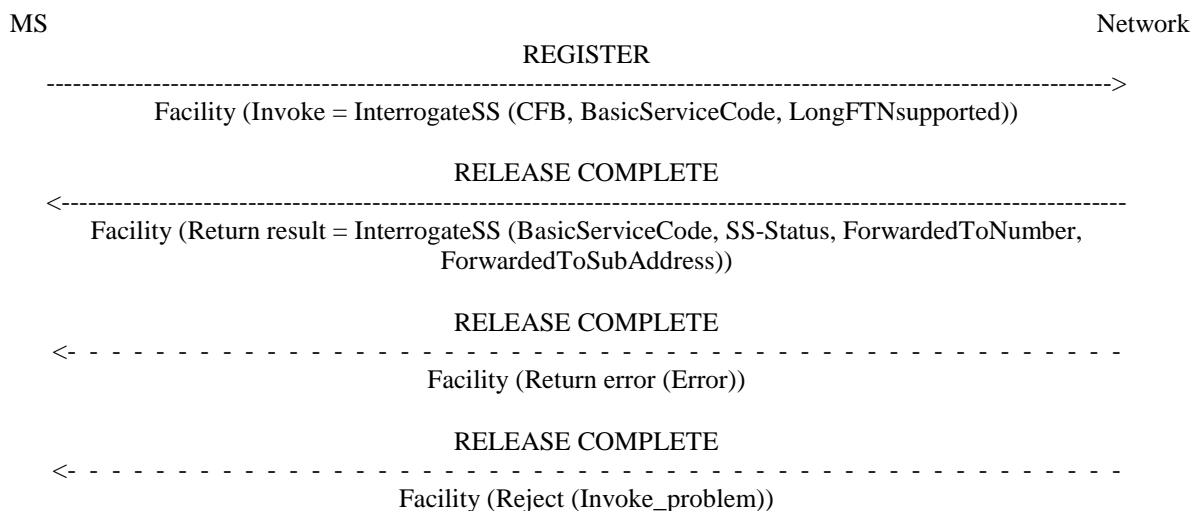 MS Network
REGISTER
------------------------------------------------------------------------------------------------------------------------>
Facility (Invoke = InterrogateSS (CFB, BasicServiceCode, LongFTNsupported))
RELEASE COMPLETE
<------------------------------------------------------------------------------------------------------------------------
Facility (Return result = InterrogateSS (BasicServiceCode, SS-Status, ForwardedToNumber,
ForwardedToSubAddress))
RELEASE COMPLETE
<- - - - - - - - - - - - - - - - - - - - - - - - - - - - - - - - - - - - - - - - - - - - - - - -
Facility (Return error (Error))
RELEASE COMPLETE
<- - - - - - - - - - - - - - - - - - - - - - - - - - - - - - - - - - - - - - - - - - - - - - - -
Facility (Reject (Invoke_problem))